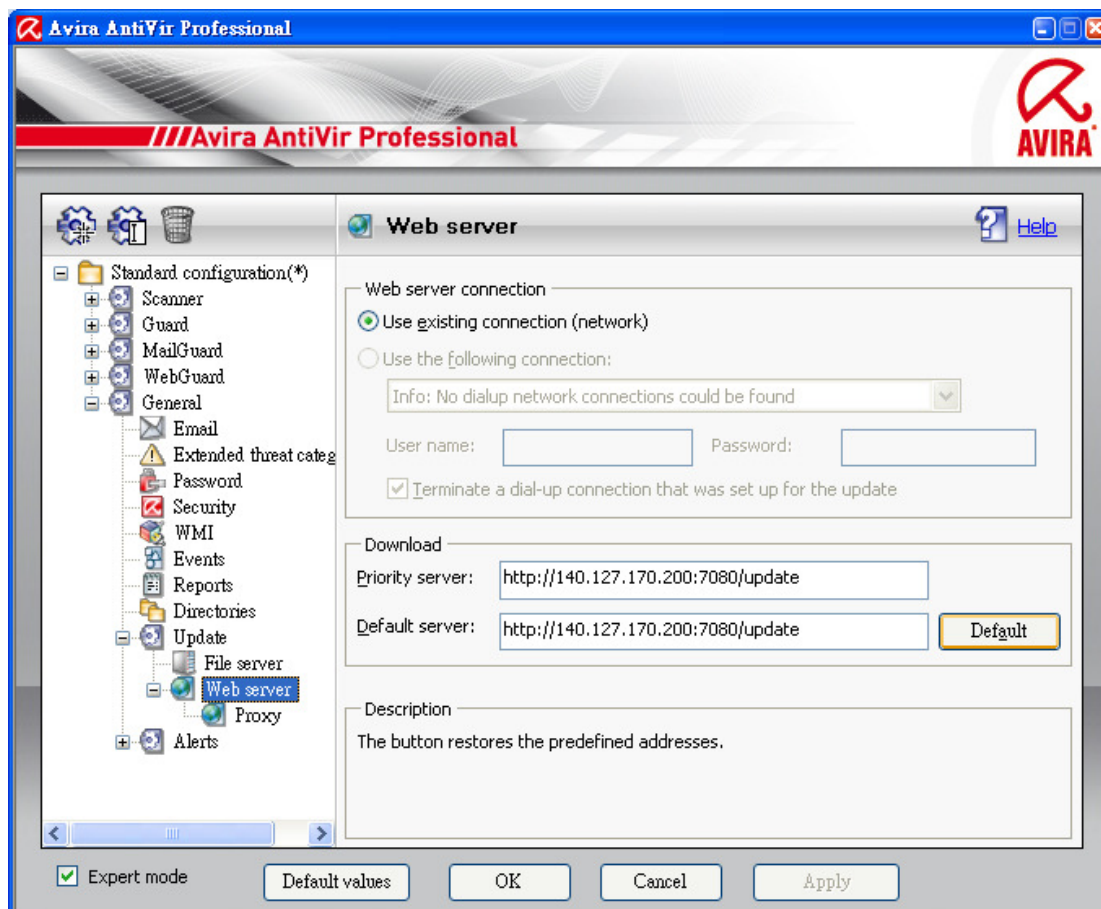 Avira AntiVir Professional
Avira AntiVir Professional
AVIRA
Web server
Help
Standard configuration(*)
Scanner
Guard
MailGuard
WebGuard
General
Email
Extended threat categ
Password
Security
WMI
Events
Reports
Directories
Update
File server
Web server
Proxy
Alerts
Web server connection
Use existing connection (network)
Use the following connection:
Info: No dialup network connections could be found
User name: Password:
Terminate a dial-up connection that was set up for the update
Download
Priority server: http://140.127.170.200:7080/update
Default server: http://140.127.170.200:7080/update Default
Description
The button restores the predefined addresses.
Expert mode Default values OK Cancel Apply